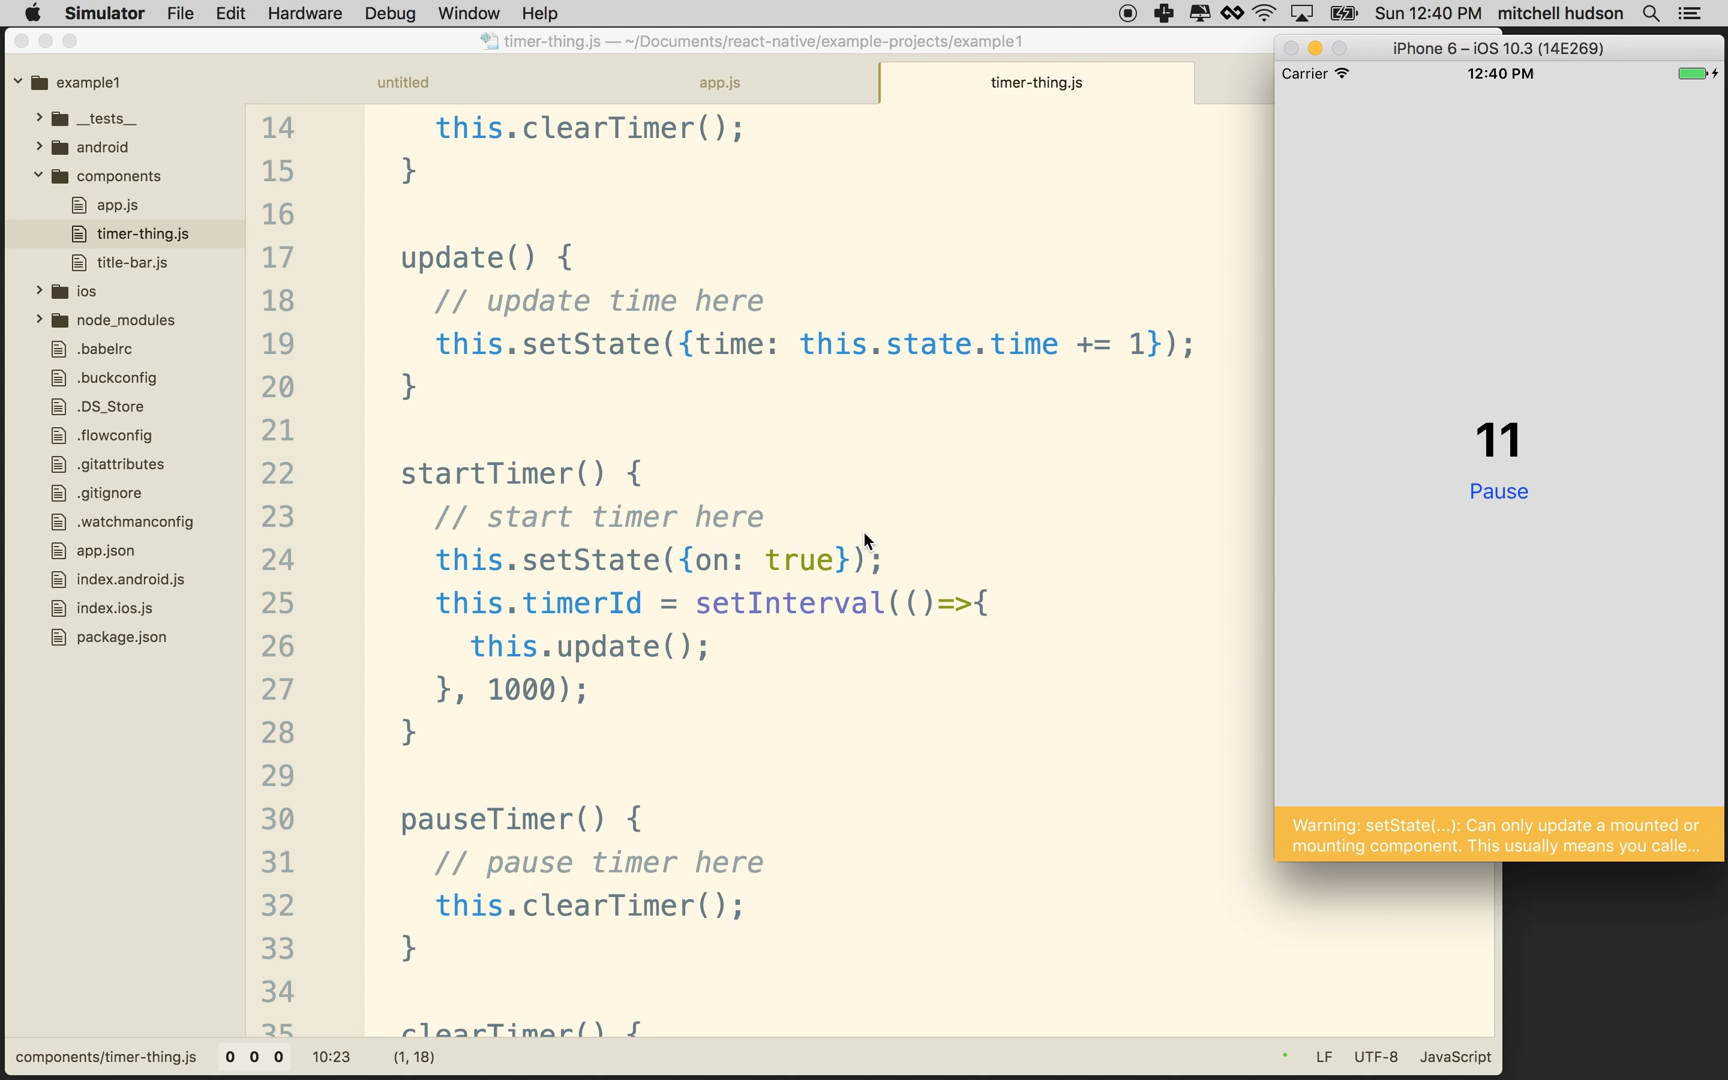 Simulator File Edit Hardware Debug Window Help Sun 12:40 PM mitchell hudson
timer-thing.js — ~/Documents/react-native/example-projects/example1
example1
__tests__
android
components
app.js
timer-thing.js
title-bar.js
ios
node_modules
.babelrc
.buckconfig
.DS_Store
.flowconfig
.gitattributes
.gitignore
.watchmanconfig
app.json
index.android.js
index.ios.js
package.json
untitled app.js timer-thing.js
14 this.clearTimer();
15 }
16
17 update() {
18 // update time here
19 this.setState({time: this.state.time += 1});
20 }
21
22 startTimer() {
23 // start timer here
24 this.setState({on: true});
25 this.timerId = setInterval(()=>{
26 this.update();
27 }, 1000);
28 }
29
30 pauseTimer() {
31 // pause timer here
32 this.clearTimer();
33 }
34
35 clearTimer() {
components/timer-thing.js 0 0 0 10:23 (1, 18) LF UTF-8 JavaScript
iPhone 6 – iOS 10.3 (14E269)
Carrier 12:40 PM
11
Pause
Warning: setState(...): Can only update a mounted or
mounting component. This usually means you calle...